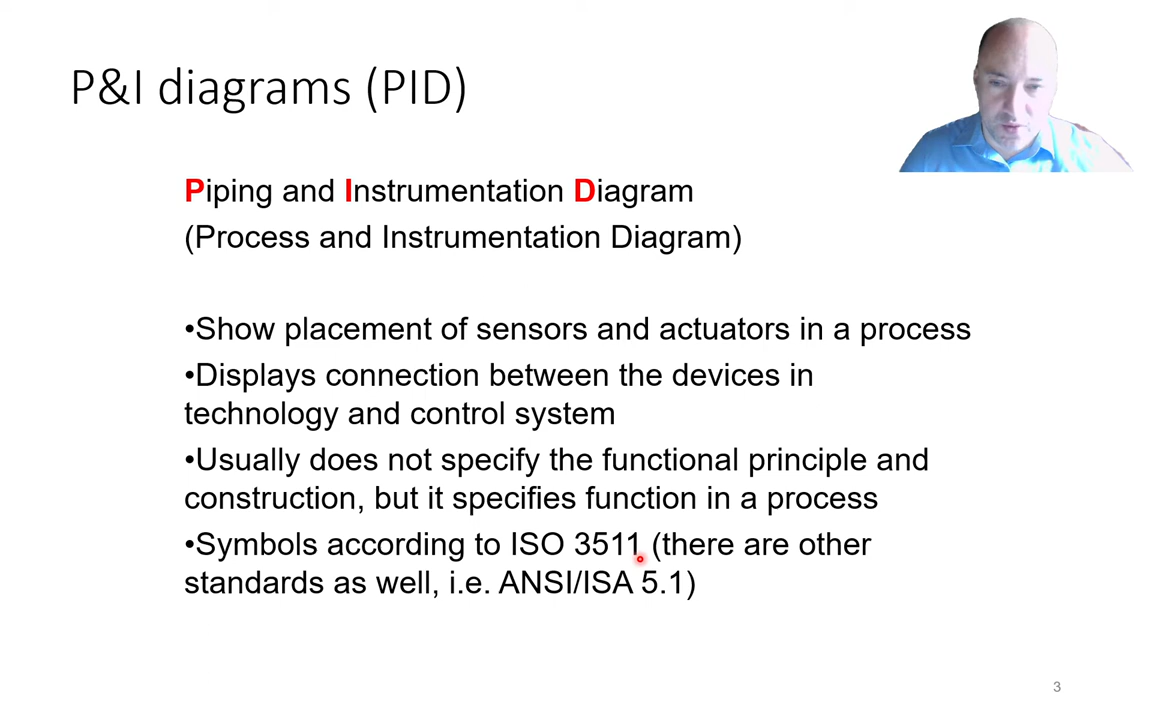 P&I diagrams (PID)
Piping and Instrumentation Diagram
(Process and Instrumentation Diagram)
•Show placement of sensors and actuators in a process
•Displays connection between the devices in
technology and control system
•Usually does not specify the functional principle and
construction, but it specifies function in a process
•Symbols according to ISO 3511 (there are other
standards as well, i.e. ANSI/ISA 5.1)
3